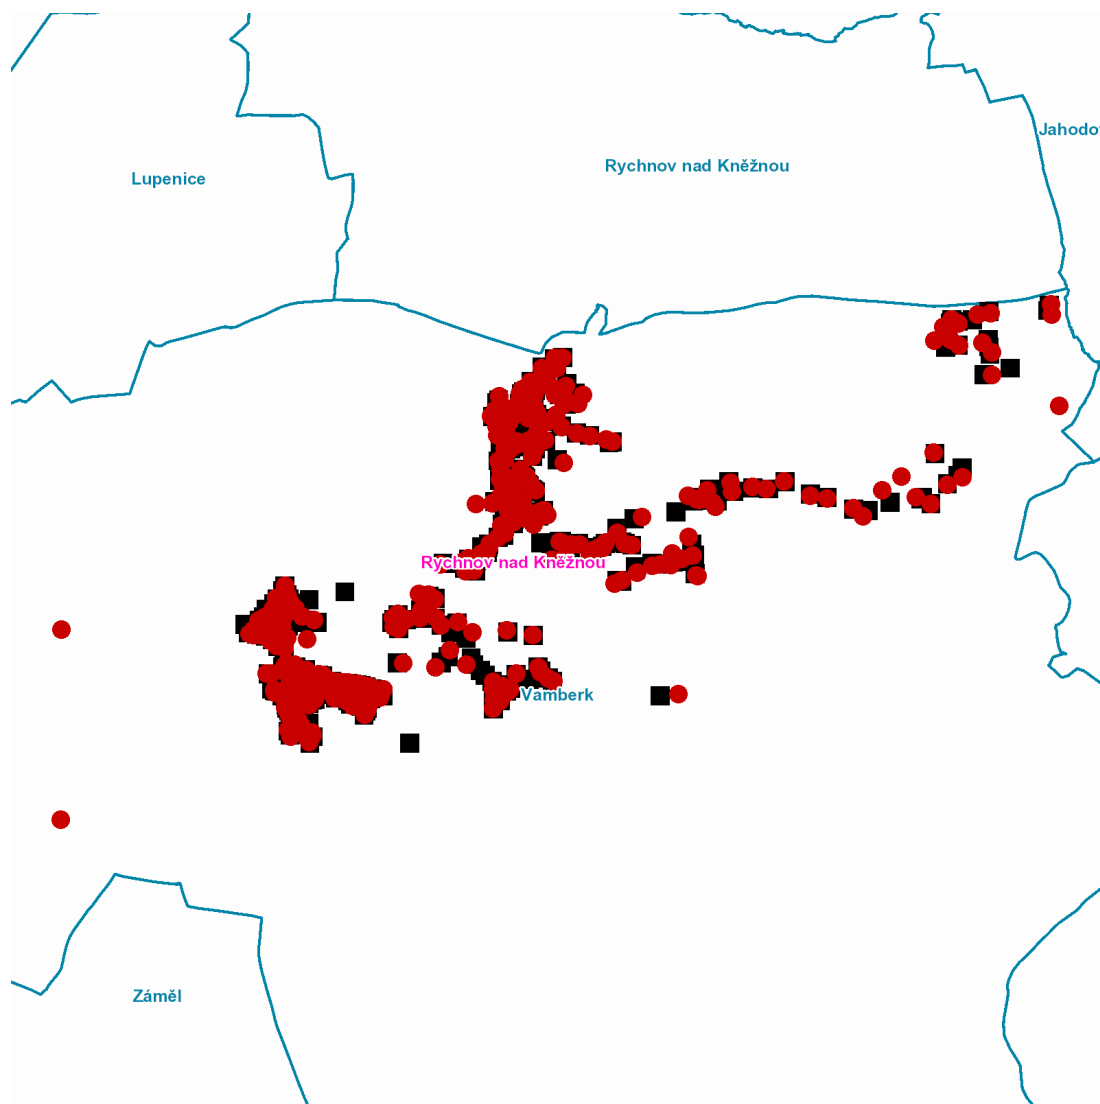 Jahodo
Rychnov nad Kněžnou
Lupenice
Rychnov nad Kněžnou
Vamberk
Záměl